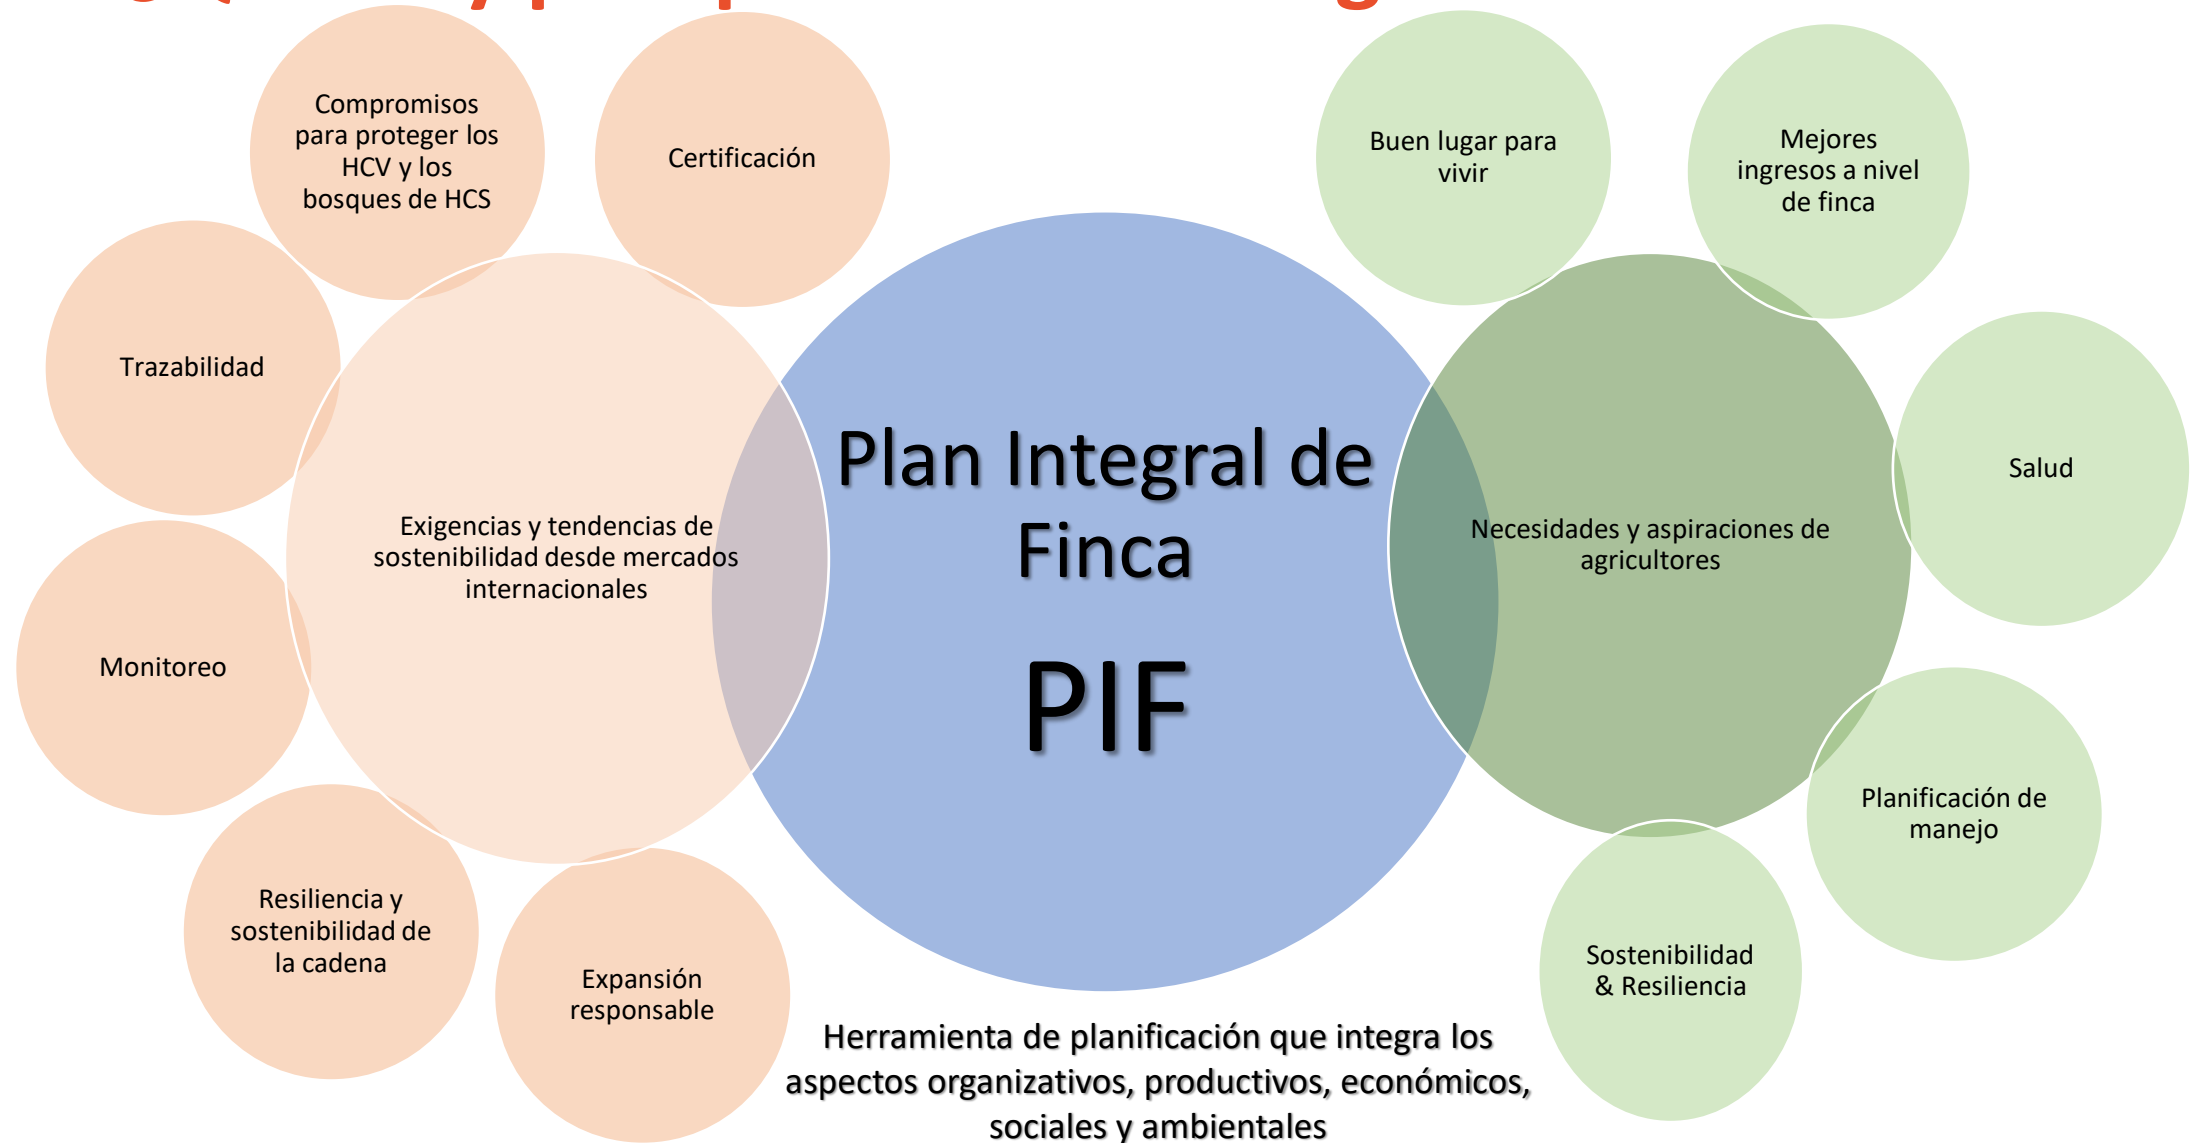 Compromisos
para proteger los
HCV y los
bosques de HCS
Certificación
Trazabilidad
Monitoreo
Resiliencia y
sostenibilidad de
la cadena
Expansión
responsable
Exigencias y tendencias de
sostenibilidad desde mercados
internacionales
Plan Integral de
Finca
PIF
Herramienta de planificación que integra los
aspectos organizativos, productivos, económicos,
sociales y ambientales
Necesidades y aspiraciones de
agricultores
Buen lugar para
vivir
Mejores
ingresos a nivel
de finca
Salud
Planificación de
manejo
Sostenibilidad
& Resiliencia